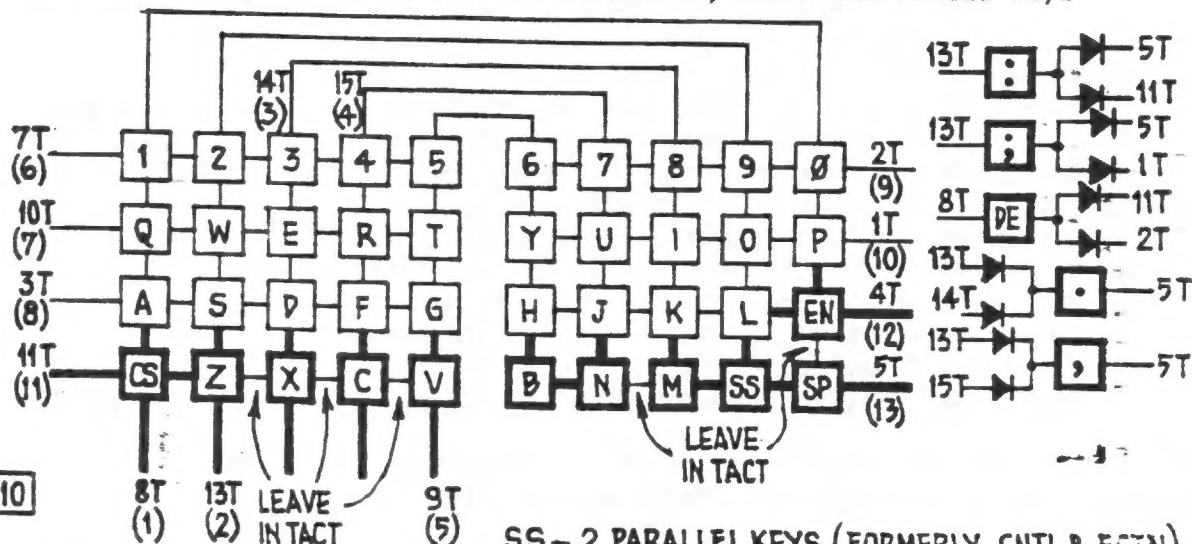 14T (3)
15T (4)
7T (6) 1 2 3 4 5 6 7 8 9 Ø 2T (9)
10T (7) Q W E R T Y U I O P 1T (10)
3T (8) A S D F G H J K L EN 4T (12)
11T (11) CS Z X C V B N M SS SP 5T (13)
LEAVE IN TACT
8T (1)
13T (2)
LEAVE IN TACT
9T (5)
13T : 5T
11T
13T ; 5T
1T
8T DE 11T
2T
13T
14T . 5T
13T
15T , 5T
10
SS - 2 PARALLEL KEYS (FORMERLY CNTL &